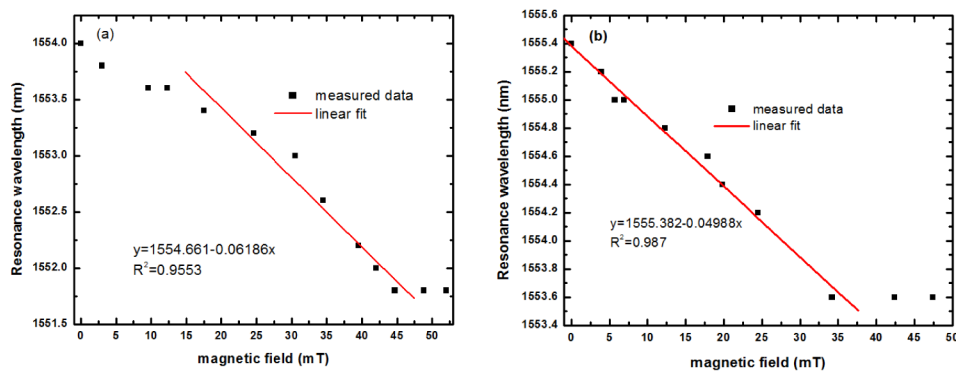 (a)
Resonance wavelength (nm)
1554.0
1553.5
1553.0
1552.5
1552.0
1551.5
measured data
linear fit
y=1554.661-0.06186x
R²=0.9553
0 5 10 15 20 25 30 35 40 45 50
magnetic field (mT)
(b)
Resonance wavelength (nm)
1555.6
1555.4
1555.2
1555.0
1554.8
1554.6
1554.4
1554.2
1554.0
1553.8
1553.6
1553.4
measured data
linear fit
y=1555.382-0.04988x
R²=0.987
0 5 10 15 20 25 30 35 40 45 50
magnetic field (mT)